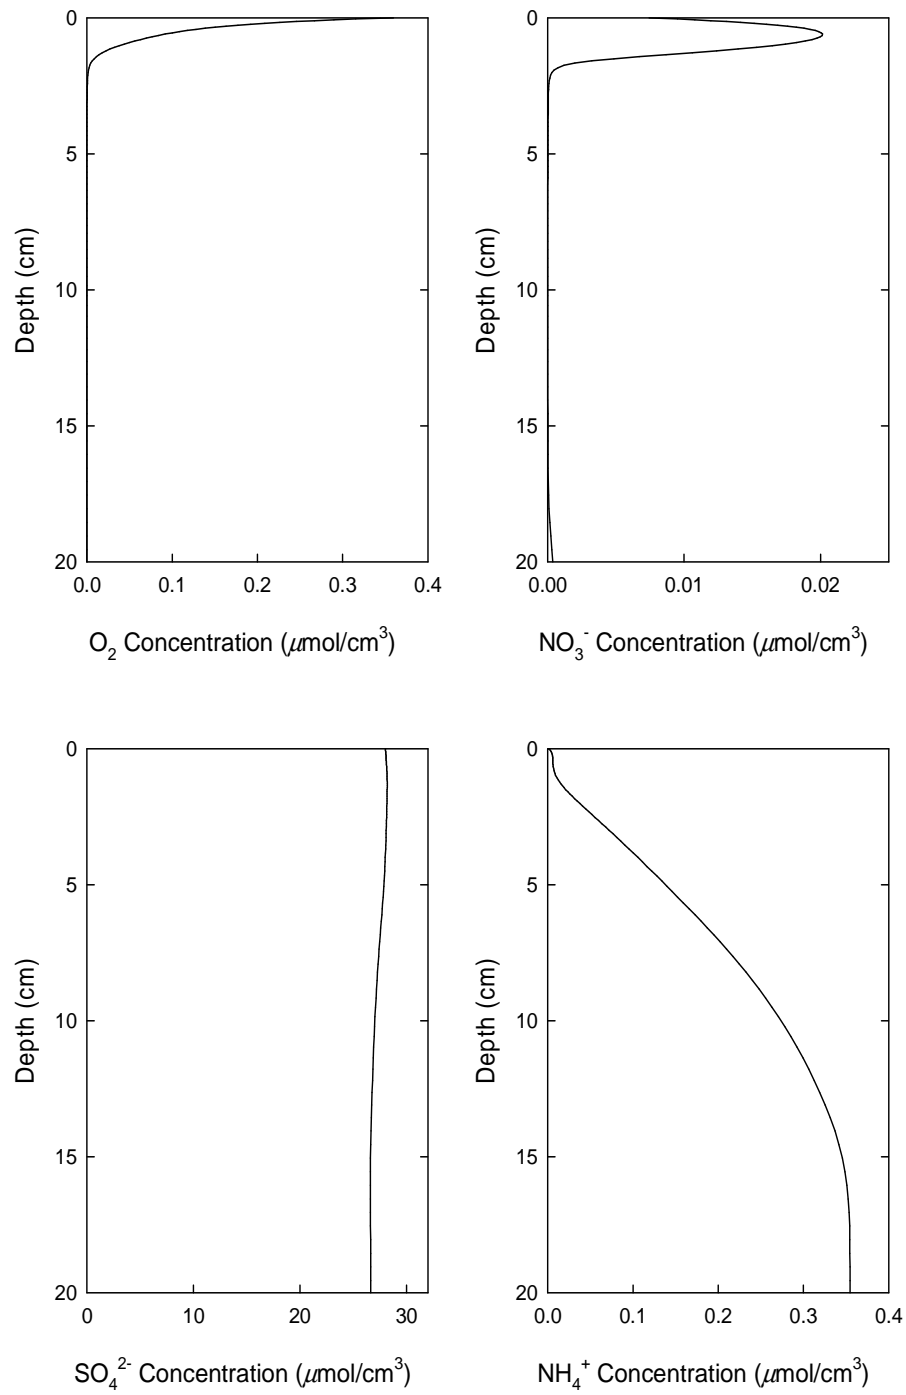 0
5
10
15
20
Depth (cm)
0.0 0.1 0.2 0.3 0.4
O₂ Concentration (μmol/cm³)
0
5
10
15
20
Depth (cm)
0.00 0.01 0.02
NO₃⁻ Concentration (μmol/cm³)
0
5
10
15
20
Depth (cm)
0 10 20 30
SO₄²⁻ Concentration (μmol/cm³)
0
5
10
15
20
Depth (cm)
0.0 0.1 0.2 0.3 0.4
NH₄⁺ Concentration (μmol/cm³)